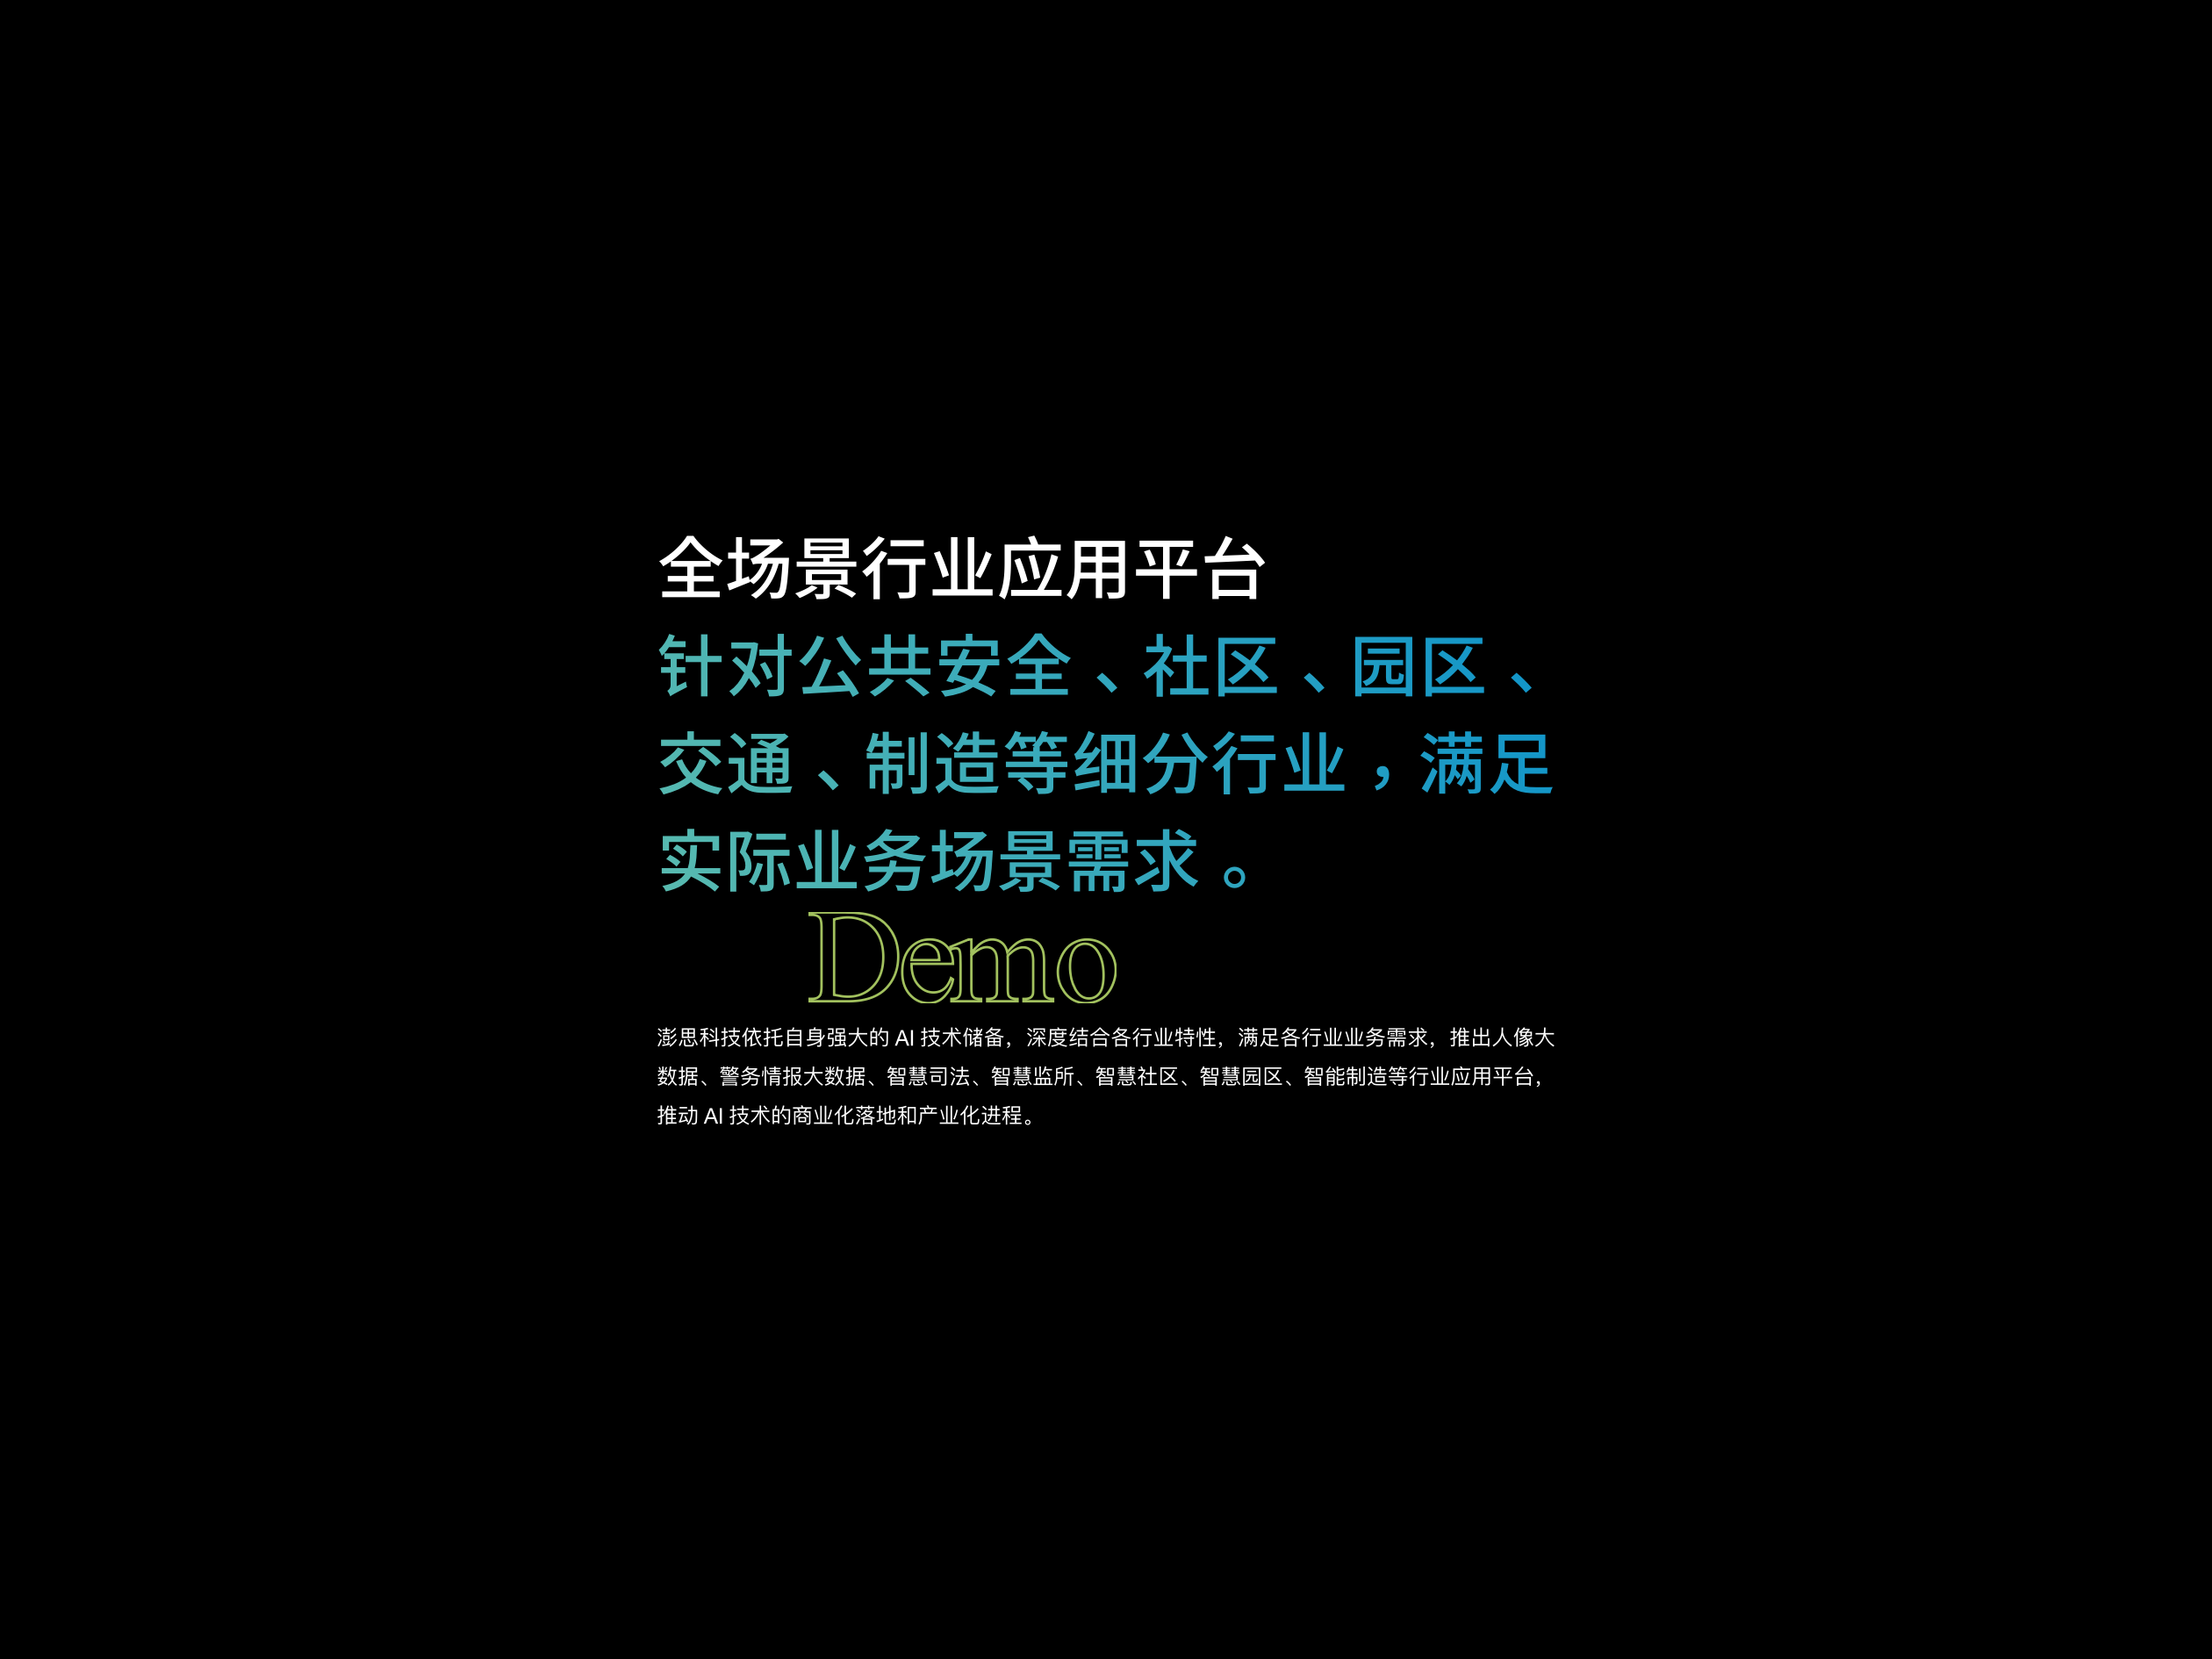 全场景行业应用平台
针对公共安全、社区、园区、
交通、制造等细分行业，满足
实际业务场景需求。
Demo
澎思科技依托自身强大的 AI 技术储备，深度结合各行业特性，满足各行业业务需求，推出人像大
数据、警务情报大数据、智慧司法、智慧监所、智慧社区、智慧园区、智能制造等行业应用平台，
推动 AI 技术的商业化落地和产业化进程。